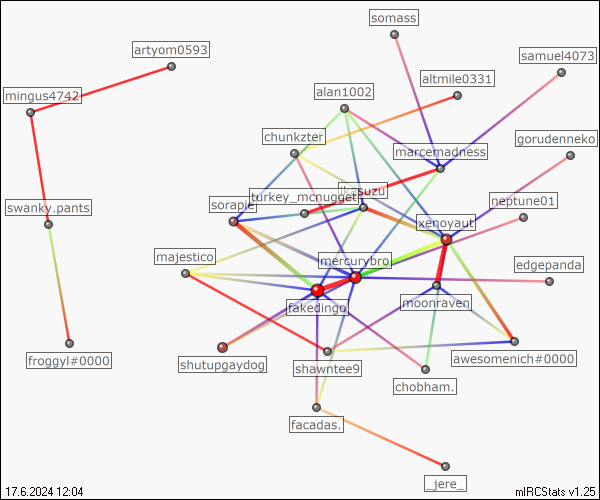 somass
artyom0593
samuel4073
altmile0331
alan1002
mingus4742
chunkzter
gorudenneko
marcemadness
turkey_mcnugget
neptune01
sorapie
swanky.pants
xenoyaut
majestico
mercurybro
edgepanda
fakedingo
moonraven
froggyl#0000
shutupgaydog
shawntee9
awesomenich#0000
chobham.
facadas.
_jere_
17.6.2024 12:04
mIRCStats v1.25